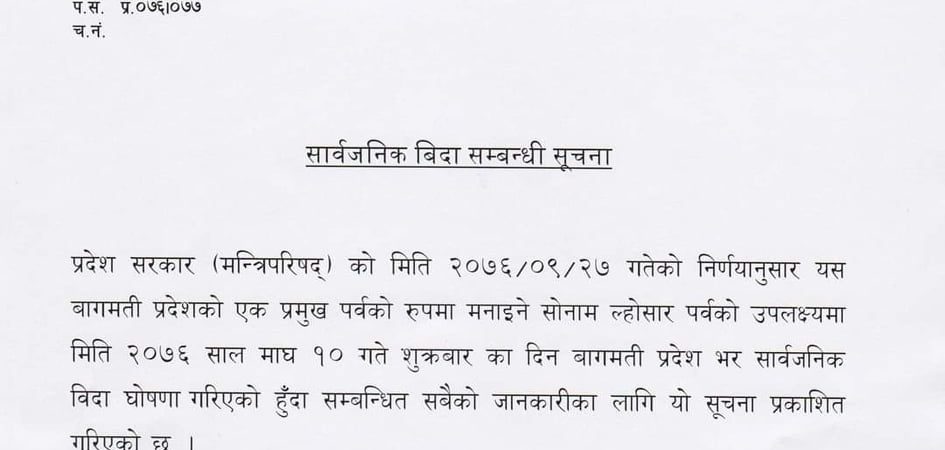 प.स. प्र.०७६।०७७
च.नं.
सार्वजनिक बिदा सम्बन्धी सूचना
प्रदेश सरकार (मन्त्रिपरिषद्) को मिति २०७६/०९/२७ गतेको निर्णयानुसार यस
बागमती प्रदेशको एक प्रमुख पर्वको रुपमा मनाइने सोनाम ल्होसार पर्वको उपलक्ष्यमा
मिति २०७६ साल माघ १० गते शुक्रबार का दिन बागमती प्रदेश भर सार्वजनिक
विदा घोषणा गरिएको हुँदा सम्बन्धित सबैको जानकारीका लागि यो सूचना प्रकाशित
गरिएको छ ।